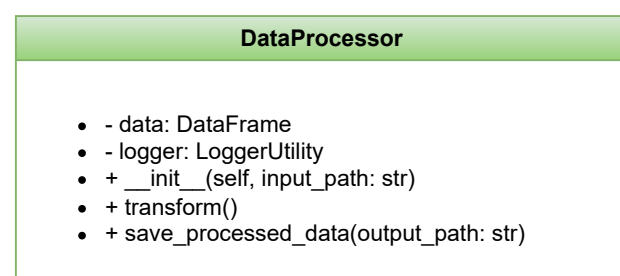 DataProcessor
• - data: DataFrame
• - logger: LoggerUtility
• + __init__(self, input_path: str)
• + transform()
• + save_processed_data(output_path: str)